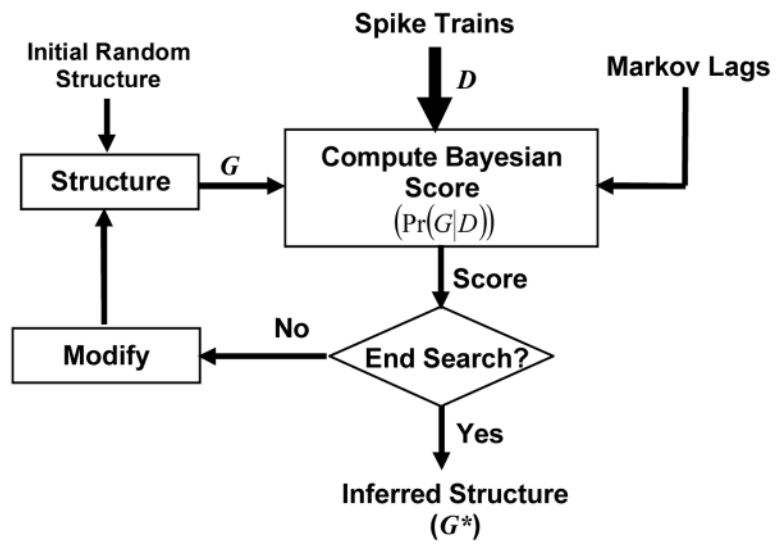 Spike Trains
Initial Random
Structure
D
Markov Lags
Structure
G
Compute Bayesian
Score
(Pr(G|D))
Score
Modify
No
End Search?
Yes
Inferred Structure
(G*)